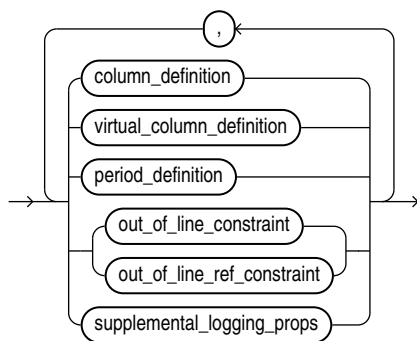 ,
column_definition
virtual_column_definition
period_definition
out_of_line_constraint
out_of_line_ref_constraint
supplemental_logging_props